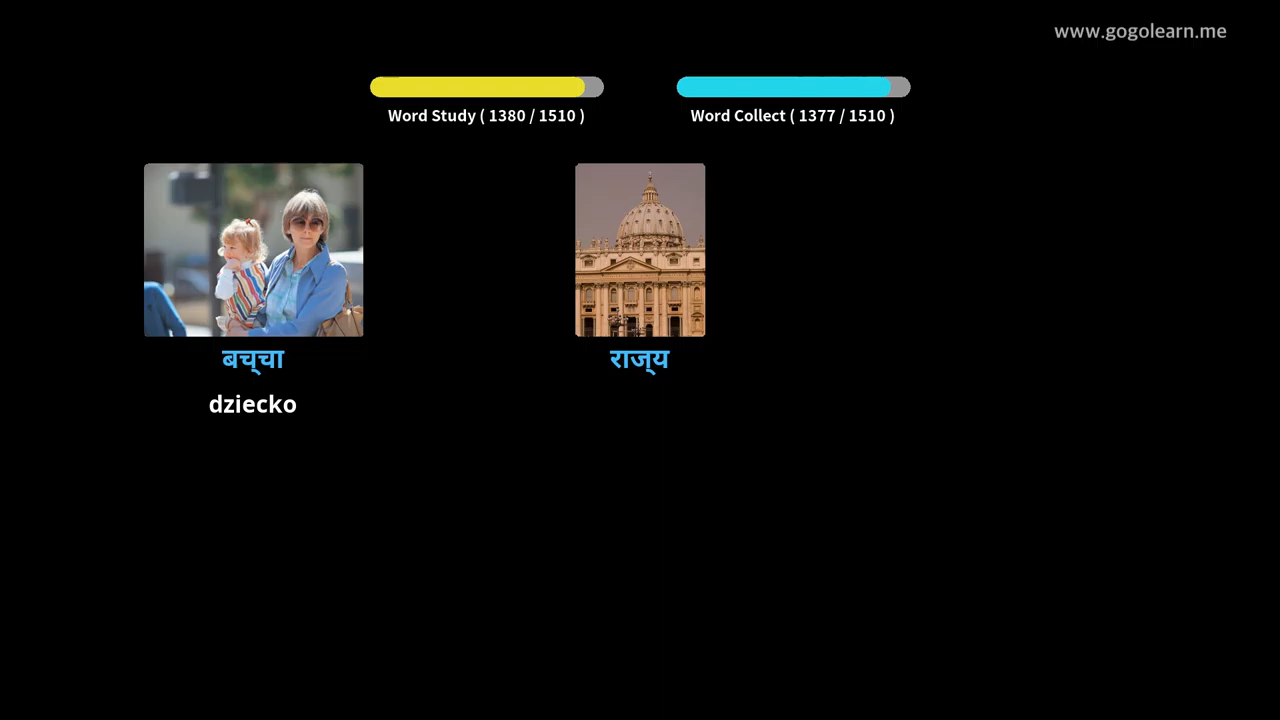 www.gogolearn.me
Word Study ( 1380 / 1510 )
Word Collect ( 1377 / 1510 )
बच्चा
राज्य
dziecko